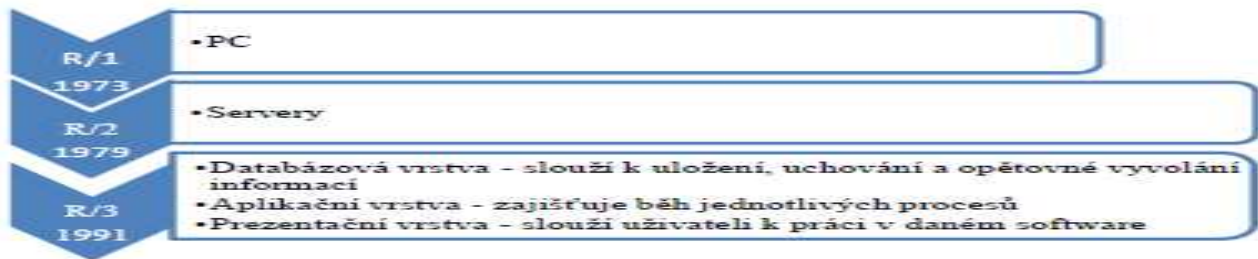 R/1
1973
•PC
R/2
1979
•Servery
R/3
1991
•Databázová vrstva - slouží k uložení, uchování a opětovné vyvolání
informací
•Aplikační vrstva - zajišťuje běh jednotlivých procesů
•Prezentační vrstva - slouží uživateli k práci v daném software